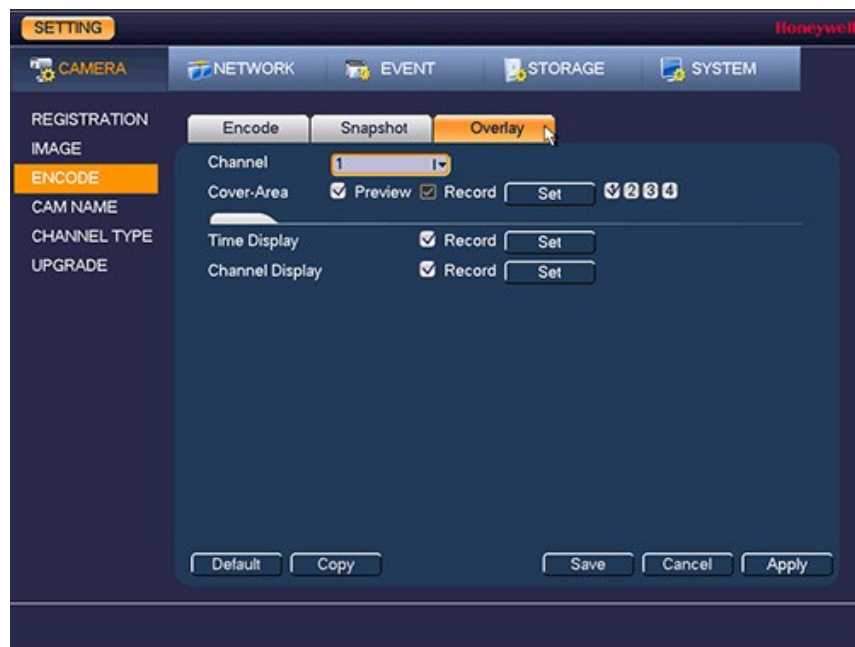 SETTING Honeywell
CAMERA NETWORK EVENT STORAGE SYSTEM
REGISTRATION
IMAGE
ENCODE
CAM NAME
CHANNEL TYPE
UPGRADE
Encode Snapshot Overlay
Channel 1
Cover-Area Preview Record Set 2 3 4
Time Display Record Set
Channel Display Record Set
Default Copy Save Cancel Apply